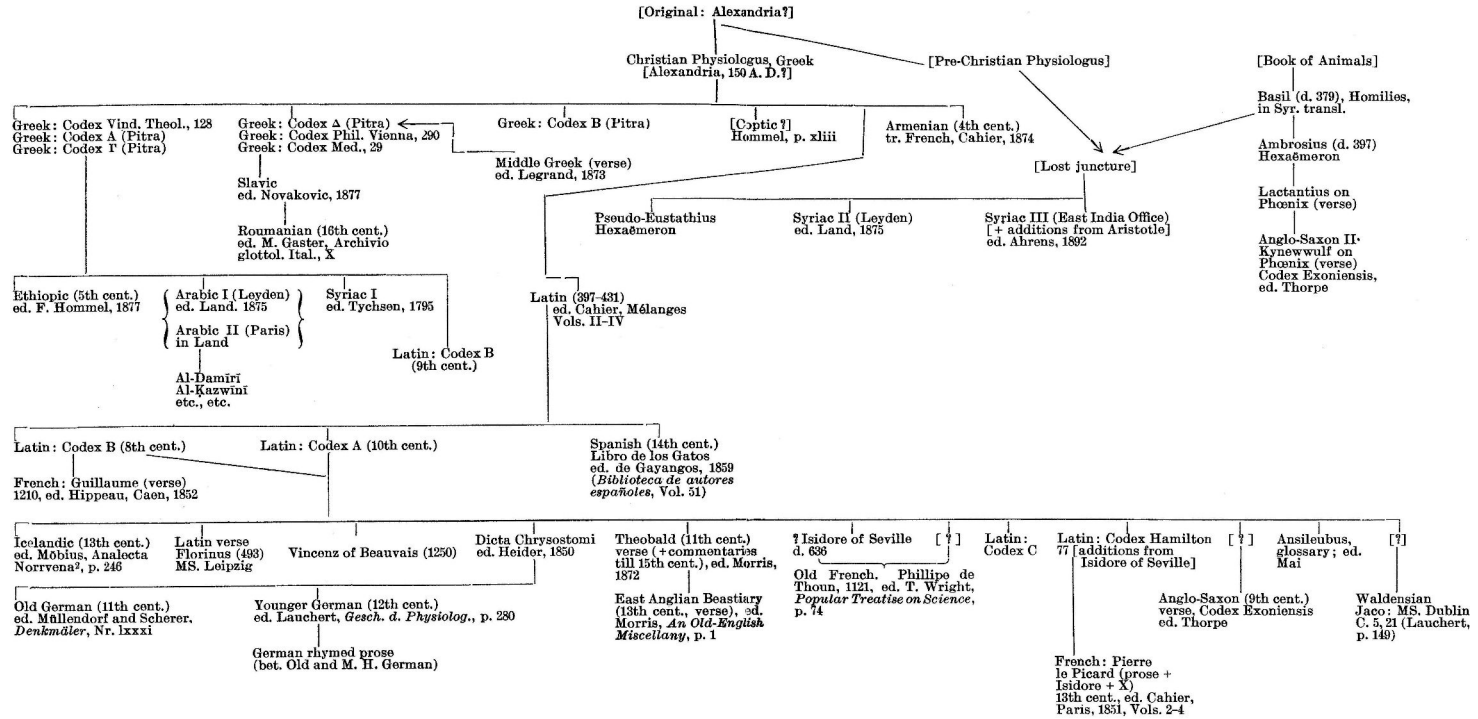 [Original: Alexandria?]
Christian Physiologus, Greek
[Alexandria, 150 A. D.?]
[Pre-Christian Physiologus]
[Book of Animals]
Basil (d. 379), Homilies,
in Syr. transl.
Ambrosius (d. 397)
Hexaëmeron
Lactantius on
Phœnix (verse)
Anglo-Saxon II·
Kynewwulf on
Phœnix (verse)
Codex Exoniensis,
ed. Thorpe
Greek: Codex Vind. Theol., 128
Greek: Codex A (Pitra)
Greek: Codex Γ (Pitra)
Greek: Codex Δ (Pitra)
Greek: Codex Phil. Vienna, 290
Greek: Codex Med., 29
Greek: Codex B (Pitra)
[Coptic?]
Hommel, p. xliii
Armenian (4th cent.)
tr. French, Cahier, 1874
Middle Greek (verse)
ed. Legrand, 1873
[Lost juncture]
Slavic
ed. Novakovic, 1877
Roumanian (16th cent.)
ed. M. Gaster, Archivio
glottol. Ital., X
Pseudo-Eustathius
Hexaëmeron
Syriac II (Leyden)
ed. Land, 1875
Syriac III (East India Office)
[+ additions from Aristotle]
ed. Ahrens, 1892
Ethiopic (5th cent.)
ed. F. Hommel, 1877
Arabic I (Leyden)
ed. Land. 1875
Arabic II (Paris)
in Land
Al-Damīrī
Al-Ḳazwīnī
etc., etc.
Syriac I
ed. Tychsen, 1795
Latin: Codex B
(9th cent.)
Latin (397–431)
ed. Cahier, Mélanges
Vols. II–IV
Latin: Codex B (8th cent.)
Latin: Codex A (10th cent.)
Spanish (14th cent.)
Libro de los Gatos
ed. de Gayangos, 1859
(Biblioteca de autores
españoles, Vol. 51)
French: Guillaume (verse)
1210, ed. Hippeau, Caen, 1852
Icelandic (13th cent.)
ed. Möbius, Analecta
Norrvena², p. 246
Latin verse
Florinus (493)
MS. Leipzig
Vincenz of Beauvais (1250)
Dicta Chrysostomi
ed. Heider, 1850
Theobald (11th cent.)
verse (+commentaries
till 15th cent.), ed. Morris,
1872
? Isidore of Seville
d. 636
[?]
Latin:
Codex C
Latin: Codex Hamilton
77 [additions from
Isidore of Seville]
[?]
Ansileubus,
glossary; ed.
Mai
[?]
Old German (11th cent.)
ed. Müllendorf and Scherer,
Denkmäler, Nr. lxxxi
Younger German (12th cent.)
ed. Lauchert, Gesch. d. Physiolog., p. 280
German rhymed prose
(bet. Old and M. H. German)
East Anglian Beastiary
(13th cent., verse), ed.
Morris, An Old-English
Miscellany, p. 1
Old French. Phillipe de
Thoun, 1121, ed. T. Wright,
Popular Treatise on Science,
p. 74
Anglo-Saxon (9th cent.)
verse, Codex Exoniensis
ed. Thorpe
Waldensian
Jaco: MS. Dublin
C. 5, 21 (Lauchert,
p. 149)
French: Pierre
le Picard (prose +
Isidore + X)
13th cent., ed. Cahier,
Paris, 1851, Vols. 2–4